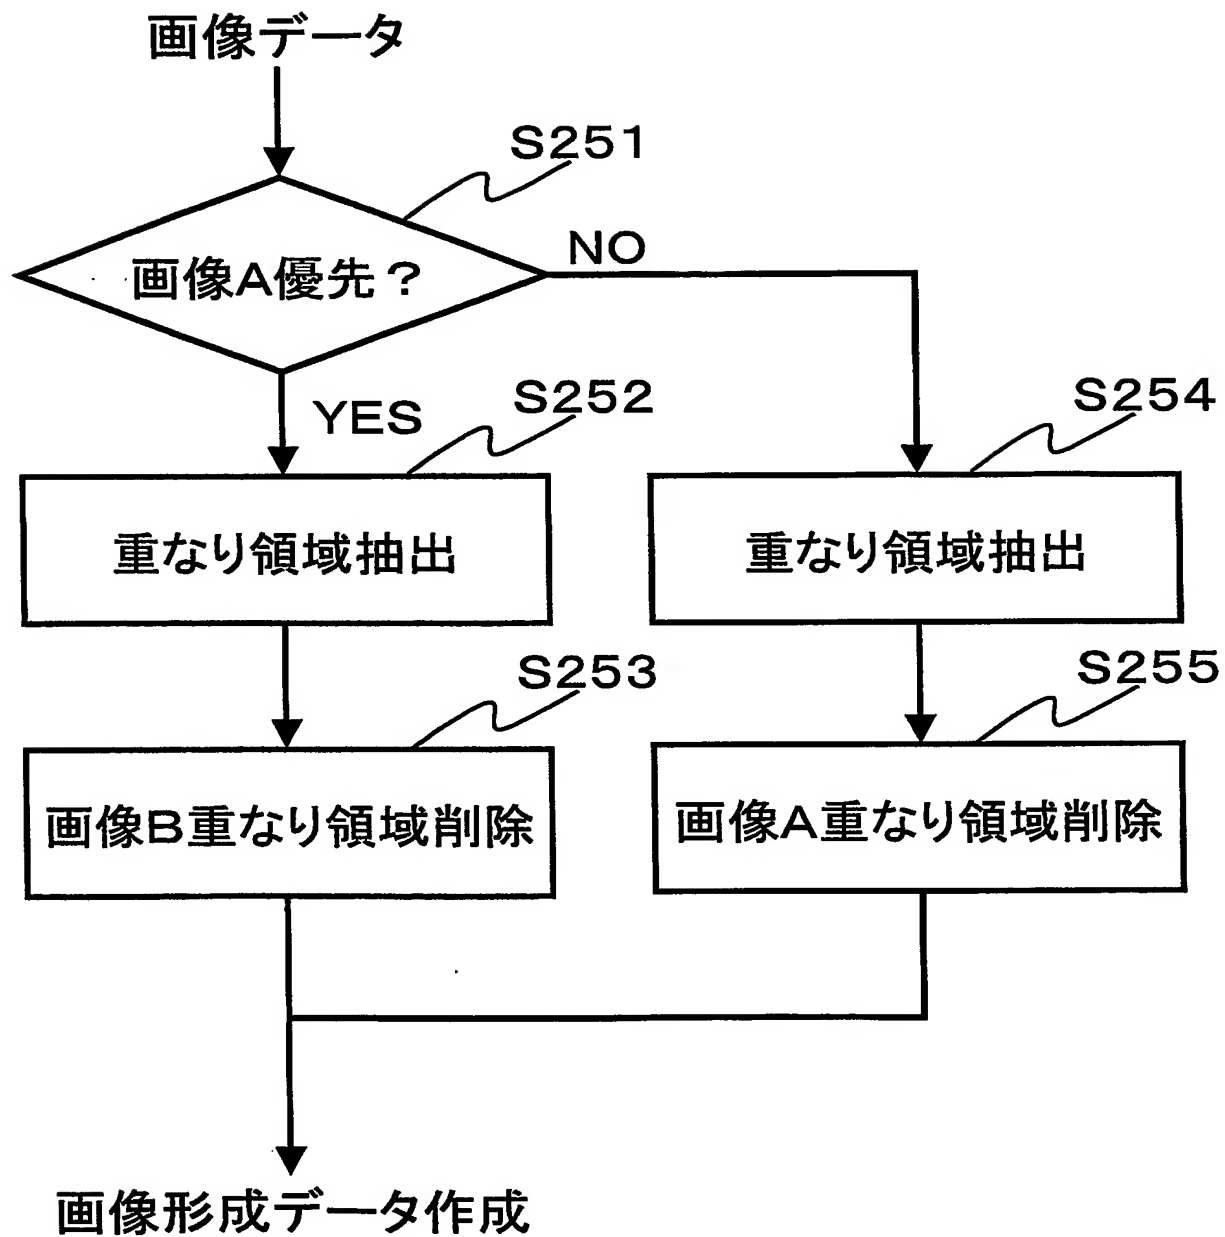 画像データ
S251
画像A優先？
NO
YES
S252
S254
重なり領域抽出
重なり領域抽出
S253
S255
画像B重なり領域削除
画像A重なり領域削除
画像形成データ作成